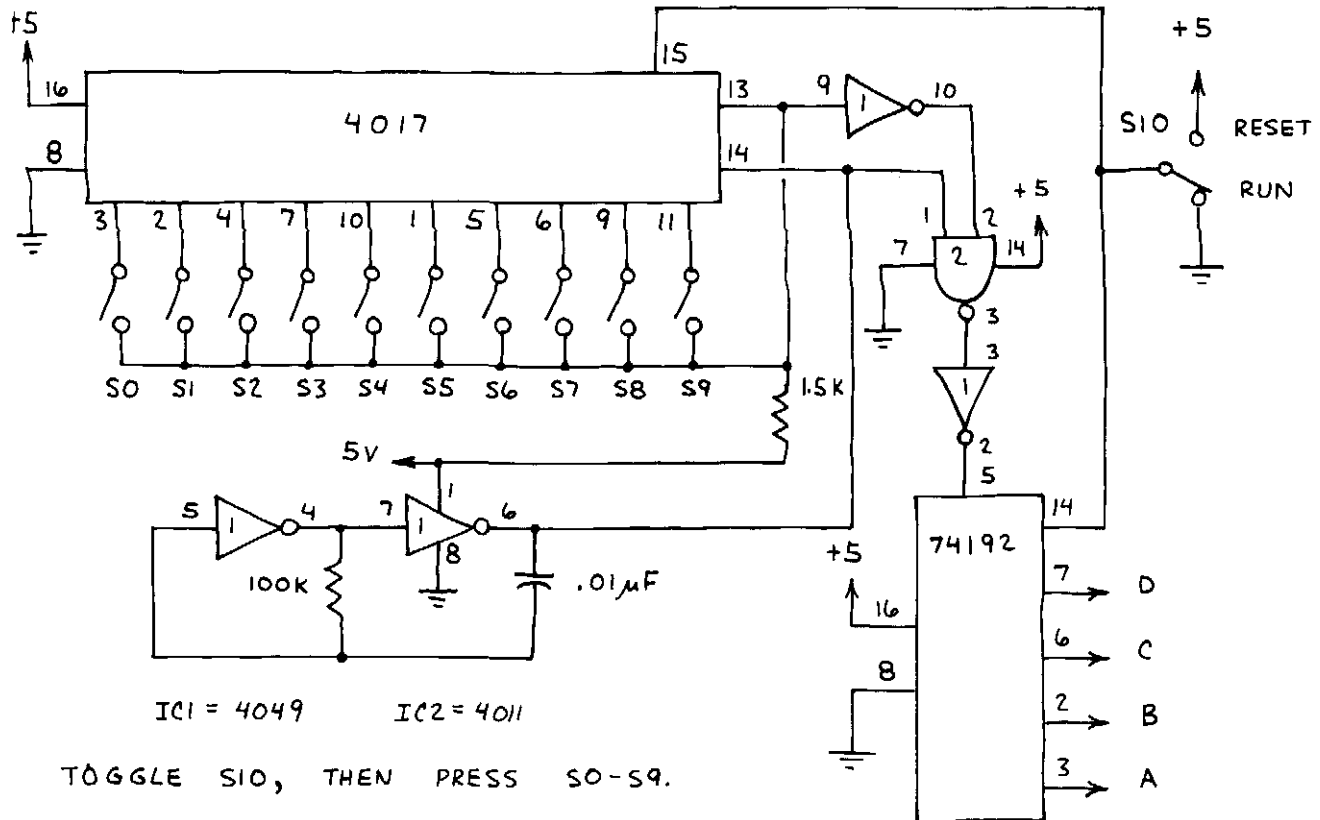 +5
15
+5
16
4017
13
9
1
10
S10
RESET
8
14
RUN
+5
3
2
4
7
10
1
5
6
9
11
1
2
7
2
14
3
3
S0
S1
S2
S3
S4
S5
S6
S7
S8
S9
1.5K
1
2
5V
5
1
5
1
4
7
1
6
14
8
+5
74192
100K
.01µF
7
D
16
6
C
8
IC1 = 4049
IC2 = 4011
2
B
TOGGLE S10, THEN PRESS S0-S9.
3
A